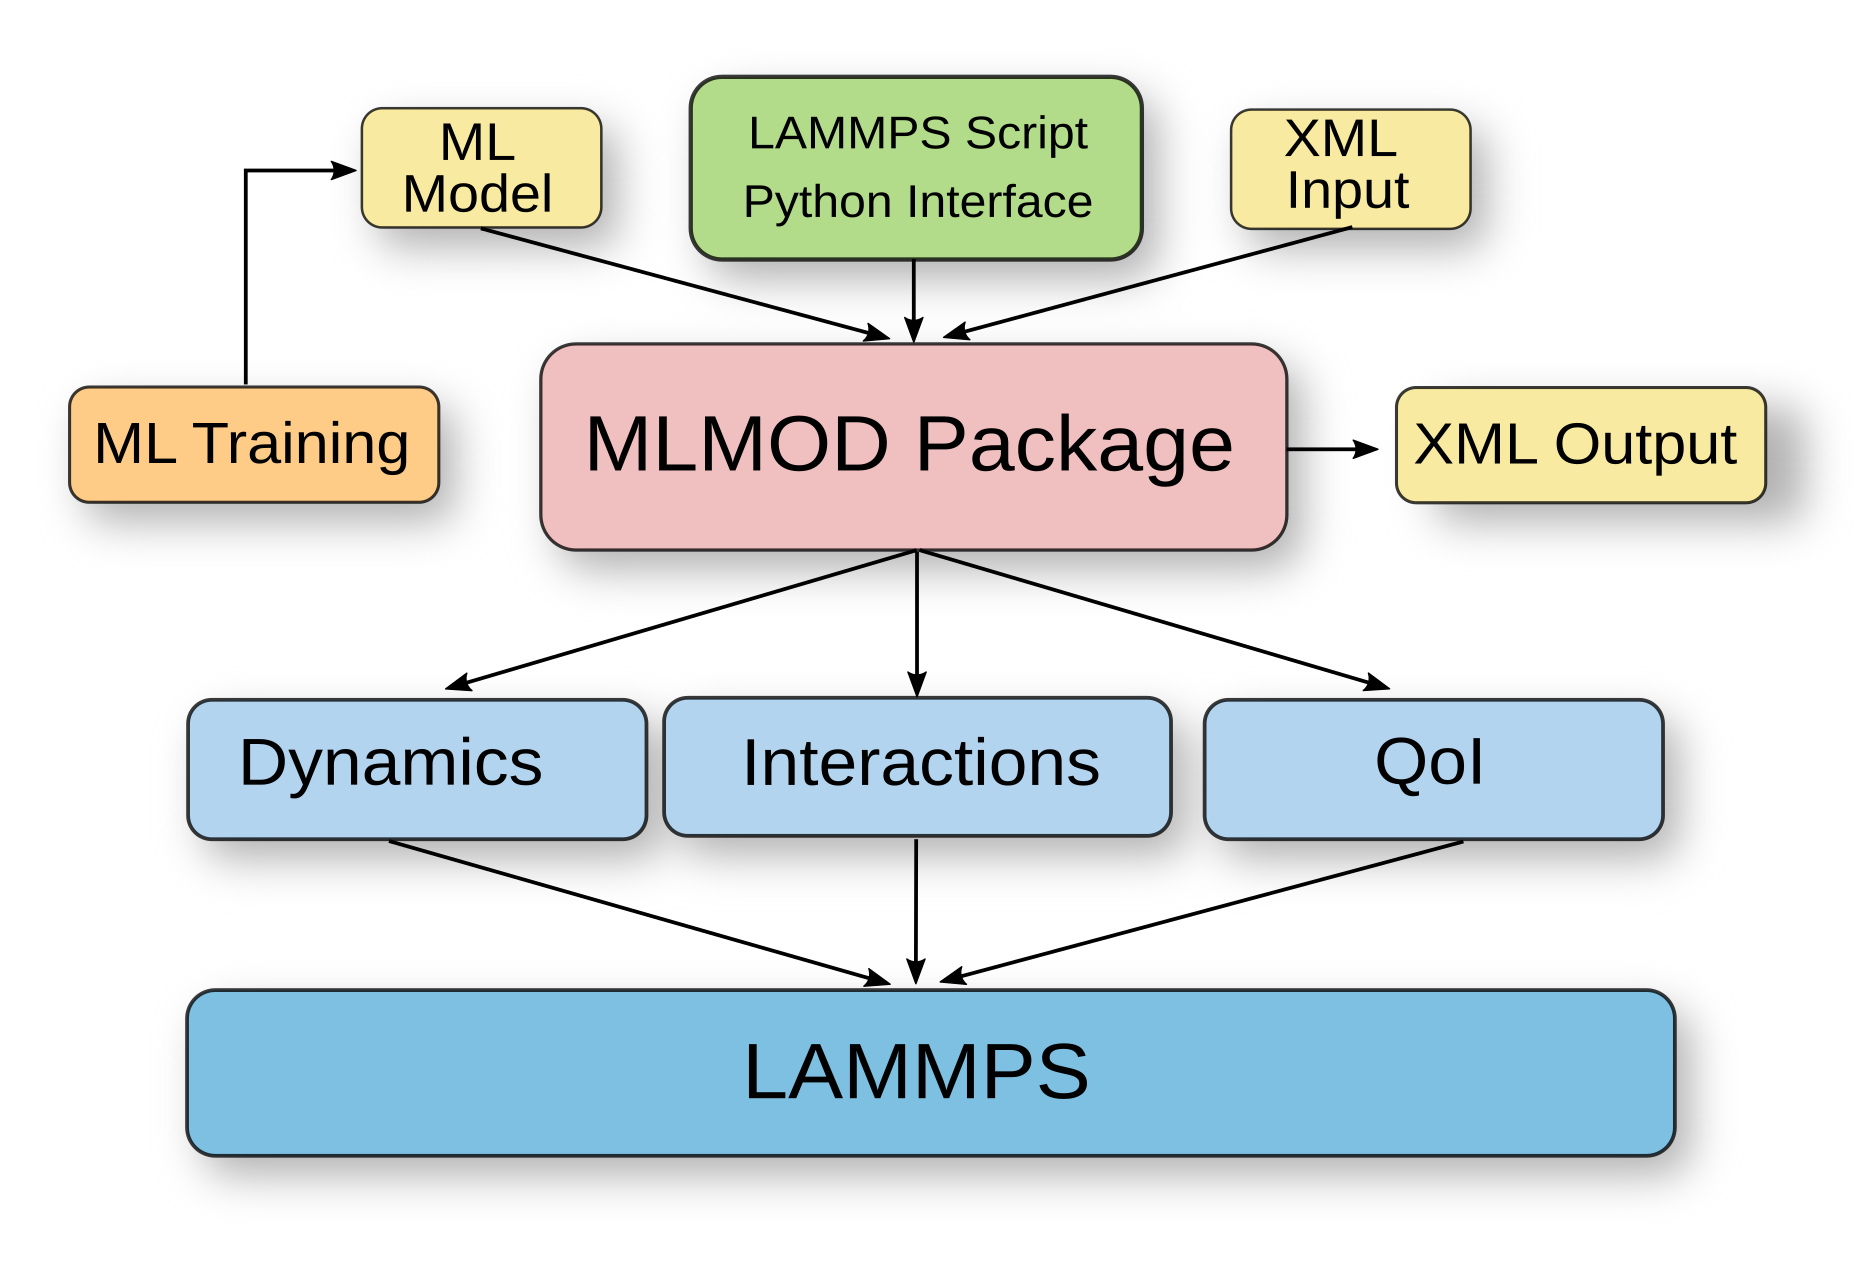 ML
Model
LAMMPS Script
Python Interface
XML
Input
ML Training
MLMOD Package
XML Output
Dynamics
Interactions
QoI
LAMMPS